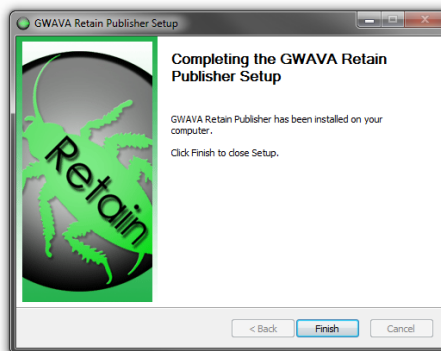 GWAVA Retain Publisher Setup
Completing the GWAVA Retain
Publisher Setup
GWAVA Retain Publisher has been installed on your
computer.
Click Finish to close Setup.
Retain
< Back
Finish
Cancel